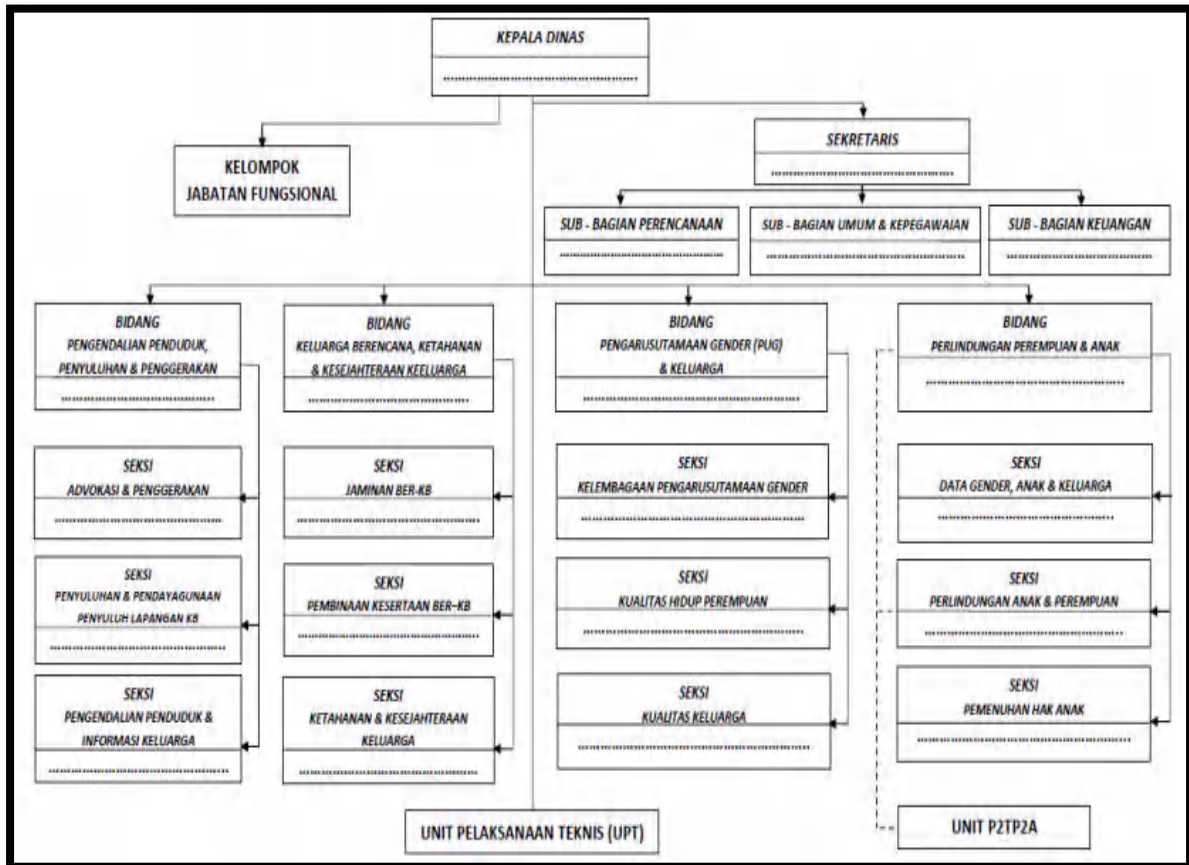 KEPALA DINAS
........................................................
SEKRETARIS
........................................................
KELOMPOK
JABATAN FUNGSIONAL
SUB - BAGIAN PERENCANAAN
........................................................
SUB - BAGIAN UMUM & KEPEGAWAIAN
........................................................
SUB - BAGIAN KEUANGAN
........................................................
BIDANG
PENGENDALIAN PENDUDUK,
PENYULUHAN & PENGGERAKAN
........................................................
BIDANG
KELUARGA BERENCANA, KETAHANAN
& KESEJAHTERAAN KEELUARGA
........................................................
BIDANG
PENGARUSUTAMAAN GENDER (PUG)
& KELUARGA
........................................................
BIDANG
PERLINDUNGAN PEREMPUAN & ANAK
........................................................
SEKSI
ADVOKASI & PENGGERAKAN
........................................................
SEKSI
JAMINAN BER-KB
........................................................
SEKSI
KELEMBAGAAN PENGARUSUTAMAAN GENDER
........................................................
SEKSI
DATA GENDER, ANAK & KELUARGA
........................................................
SEKSI
PENYULUHAN & PENDAYAGUNAAN
PENYULUH LAPANGAN KB
........................................................
SEKSI
PEMBINAAN KESERTAAN BER–KB
........................................................
SEKSI
KUALITAS HIDUP PEREMPUAN
........................................................
SEKSI
PERLINDUNGAN ANAK & PEREMPUAN
........................................................
SEKSI
PENGENDALIAN PENDUDUK &
INFORMASI KELUARGA
........................................................
SEKSI
KETAHANAN & KESEJAHTERAAN
KELUARGA
........................................................
SEKSI
KUALITAS KELUARGA
........................................................
SEKSI
PEMENUHAN HAK ANAK
........................................................
UNIT PELAKSANAAN TEKNIS (UPT)
UNIT P2TP2A